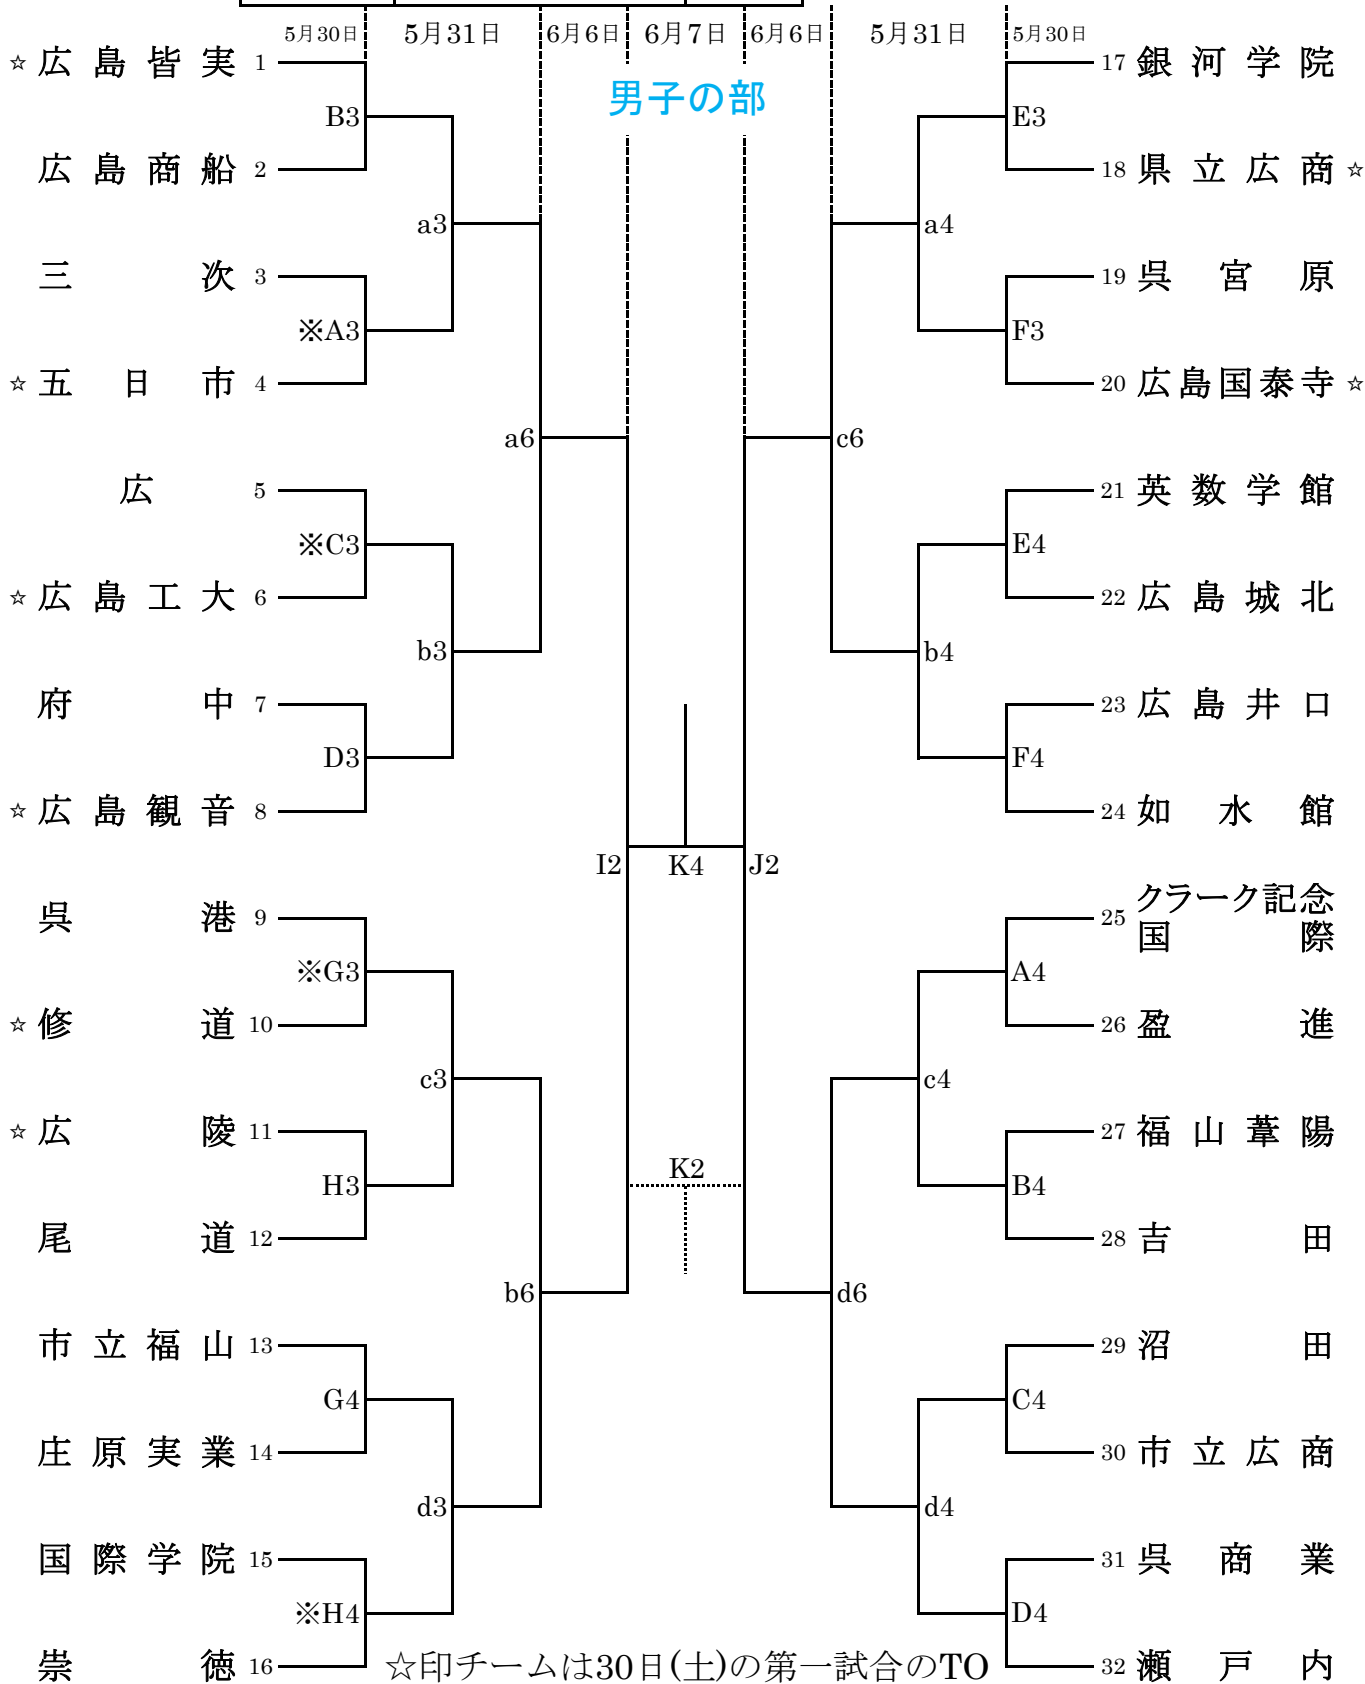 5月30日 5月31日 6月6日 6月7日 6月6日 5月31日 5月30日
男子の部
☆ 広島皆実 1
B3
広島商船 2
a3
三次 3
※A3
☆ 五日市 4
a6
広 5
※C3
☆ 広島工大 6
b3
府中 7
D3
☆ 広島観音 8
I2 K4 J2
呉港 9
※G3
☆ 修道 10
c3
☆ 広陵 11
H3
尾道 12
K2
b6
市立福山 13
G4
庄原実業 14
d3
国際学院 15
※H4
崇徳 16
17 銀河学院
E3
18 県立広商 ☆
a4
19 呉宮原
F3
20 広島国泰寺 ☆
c6
21 英数学館
E4
22 広島城北
b4
23 広島井口
F4
24 如水館
25 クラーク記念
国際
A4
26 盈進
c4
27 福山葦陽
B4
28 吉田
d6
29 沼田
C4
30 市立広商
d4
31 呉商業
D4
32 瀬戸内
☆印チームは30日(土)の第一試合のTO